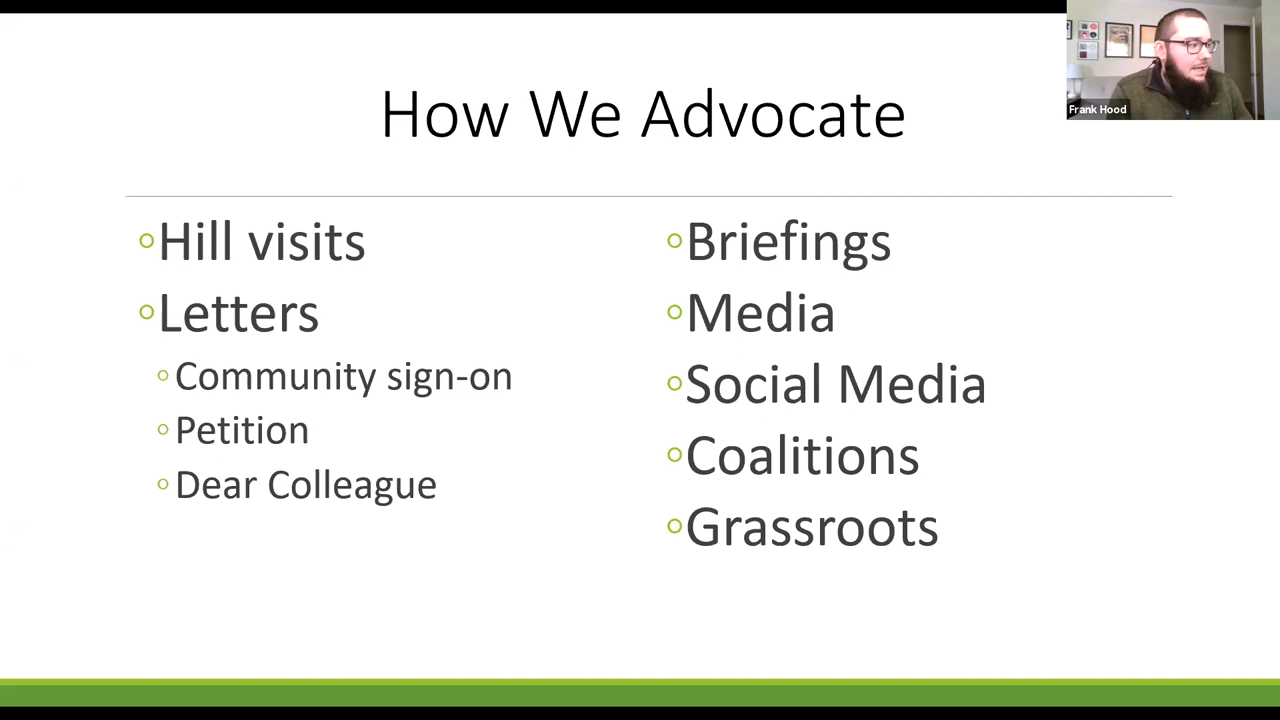 How We Advocate
Hill visits
Letters
Community sign-on
Petition
Dear Colleague
Briefings
Media
Social Media
Coalitions
Grassroots
Frank Hood